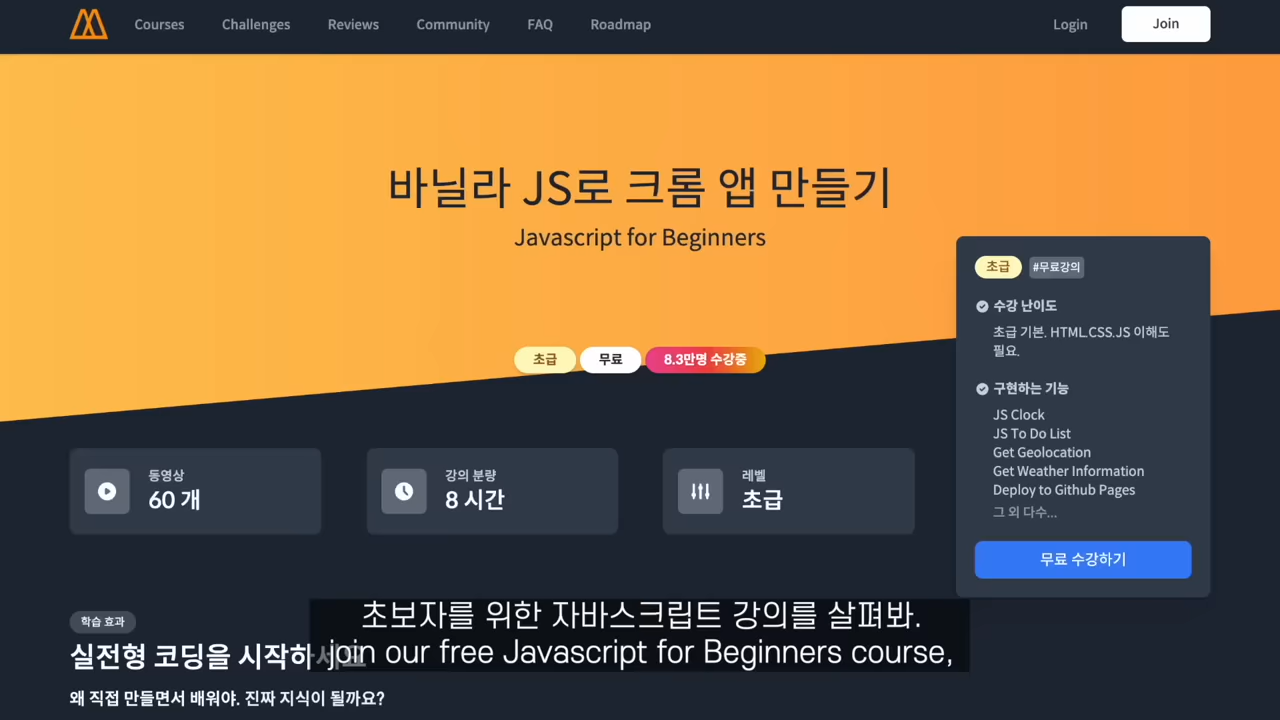 Courses Challenges Reviews Community FAQ Roadmap Login Join
바닐라 JS로 크롬 앱 만들기
Javascript for Beginners
초급 무료 8.3만명 수강중
초급 #무료강의
수강 난이도
초급 기본. HTML.CSS.JS 이해도
필요.
구현하는 기능
JS Clock
JS To Do List
Get Geolocation
Get Weather Information
Deploy to Github Pages
그 외 다수...
무료 수강하기
동영상
60 개
강의 분량
8 시간
레벨
초급
학습 효과
실전형 코딩을 시작하세요
왜 직접 만들면서 배워야. 진짜 지식이 될까요?
초보자를 위한 자바스크립트 강의를 살펴봐.
join our free Javascript for Beginners course,